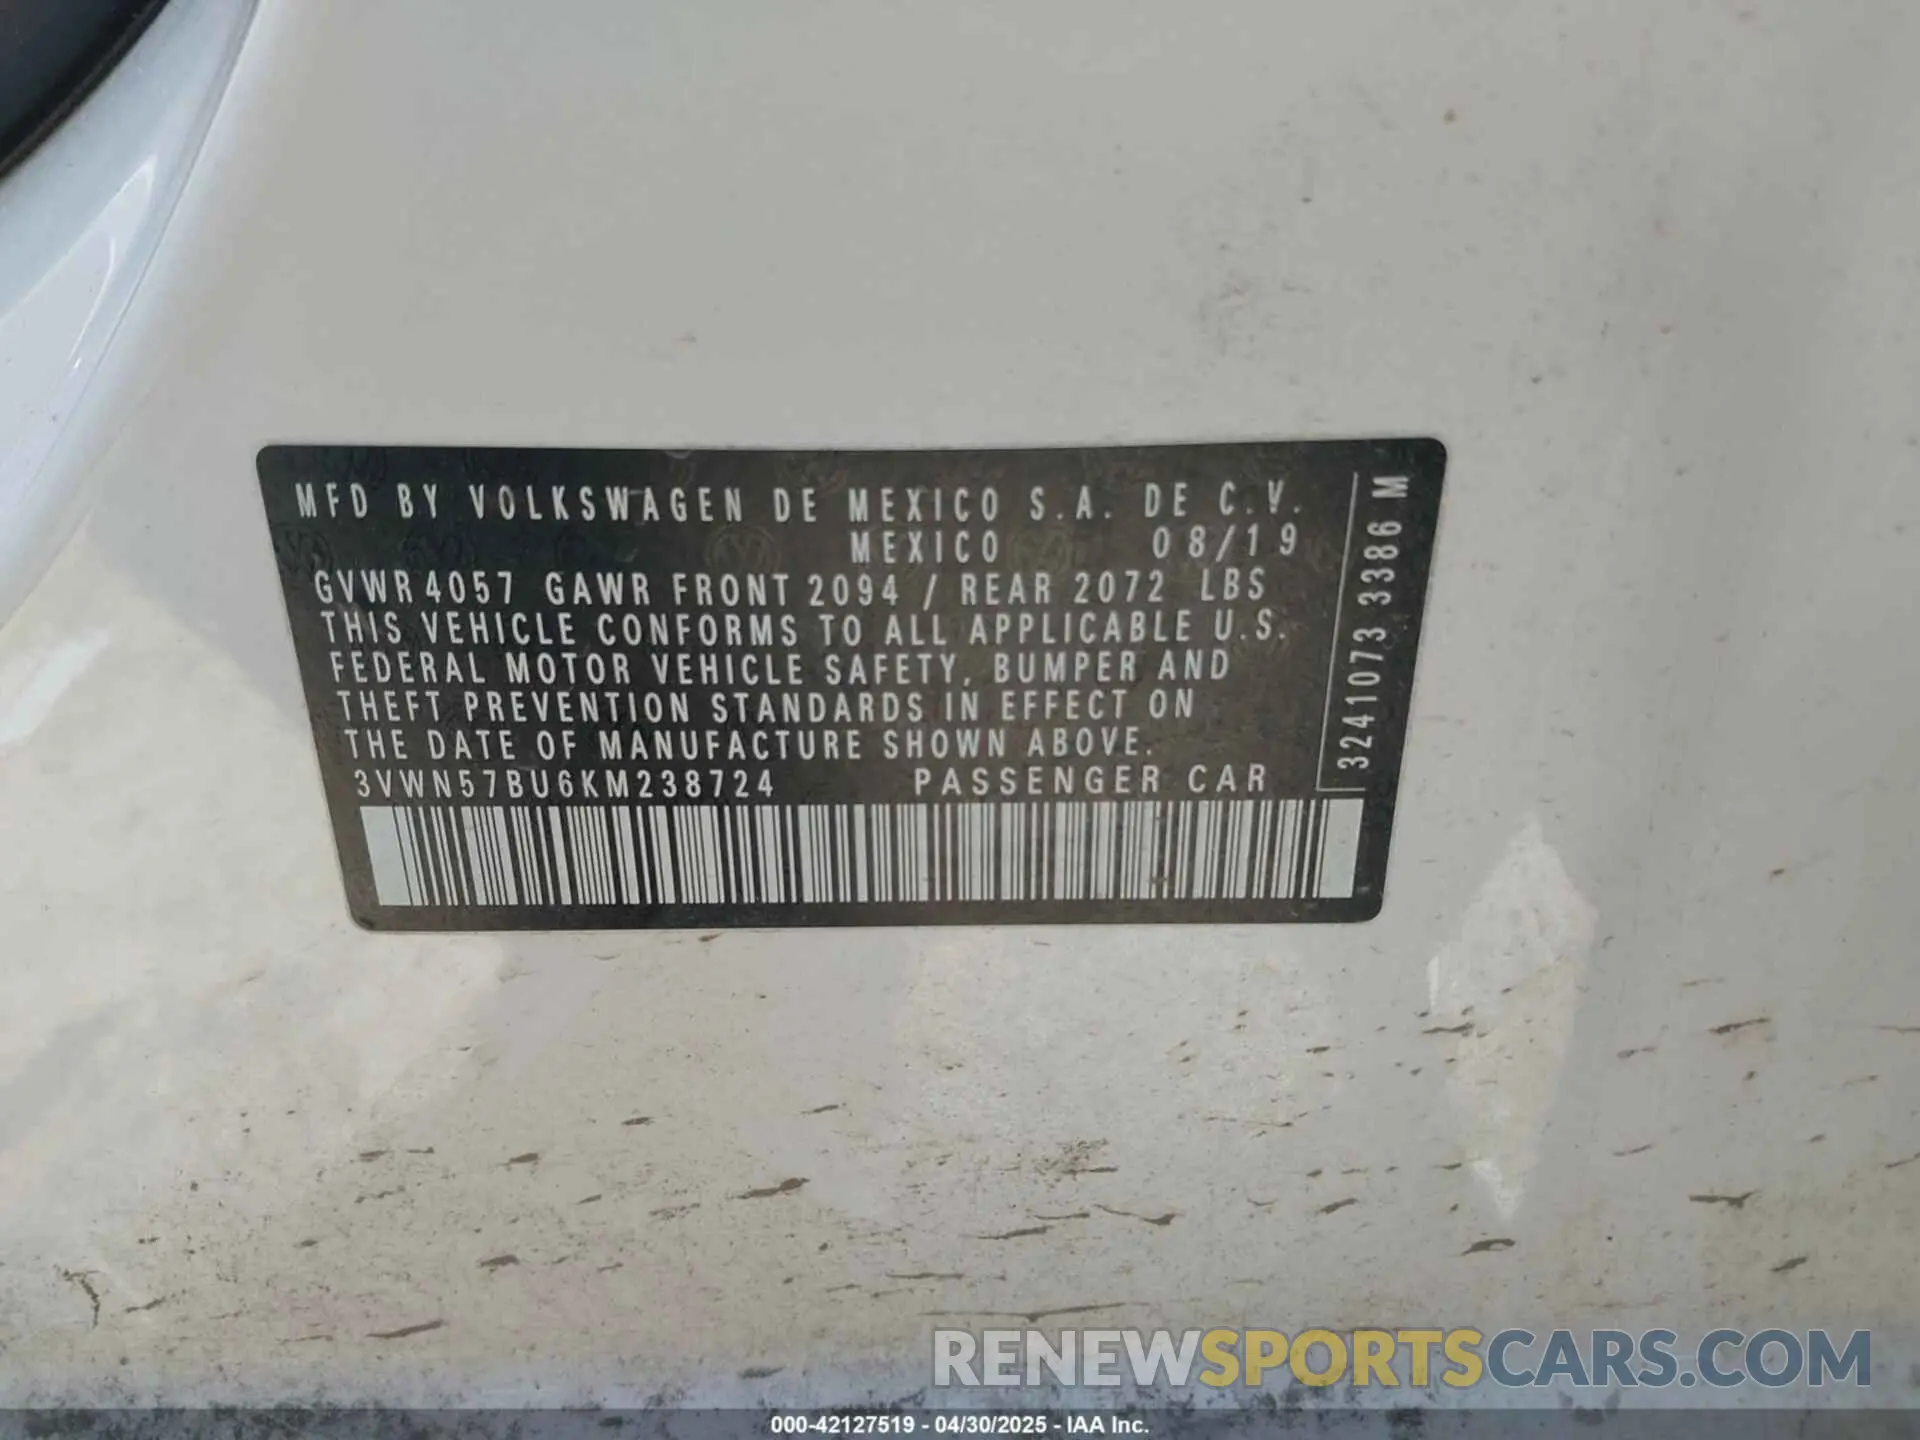 MFD BY VOLKSWAGEN DE MEXICO S.A. DE C.V.
MEXICO 08/19
GVWR 4057 GAWR FRONT 2094 / REAR 2072 LBS
THIS VEHICLE CONFORMS TO ALL APPLICABLE U.S.
FEDERAL MOTOR VEHICLE SAFETY, BUMPER AND
THEFT PREVENTION STANDARDS IN EFFECT ON
THE DATE OF MANUFACTURE SHOWN ABOVE.
3VWN57BU6KM238724 PASSENGER CAR
3241073 3386 M
RENEWSPORTSCARS.COM
000-42127519 - 04/30/2025 - IAA Inc.